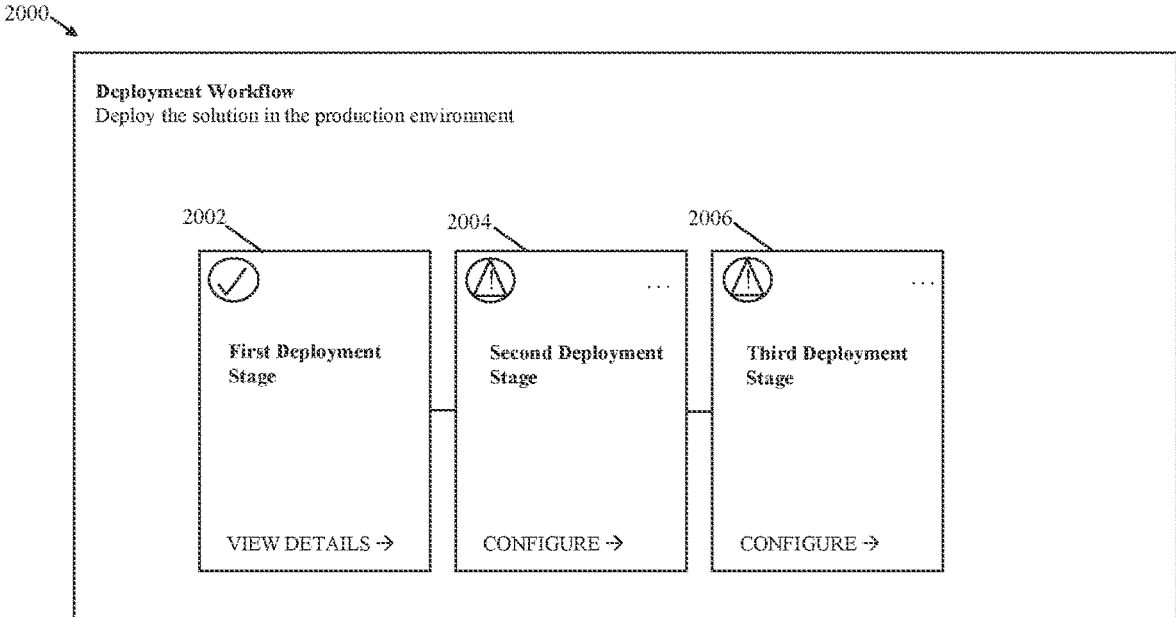 2000
Deployment Workflow
Deploy the solution in the production environment
2002
2004
2006
! ...
! ...
First Deployment
Stage
Second Deployment
Stage
Third Deployment
Stage
VIEW DETAILS →
CONFIGURE →
CONFIGURE →